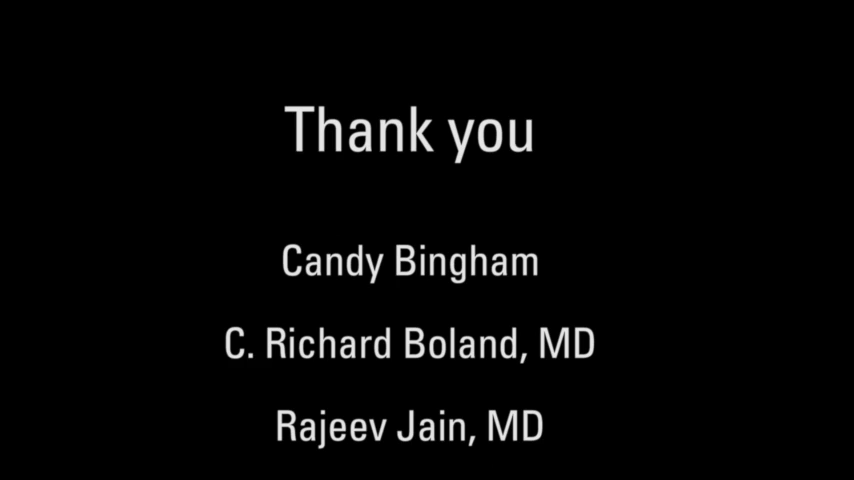 Thank you
Candy Bingham
C. Richard Boland, MD
Rajeev Jain, MD